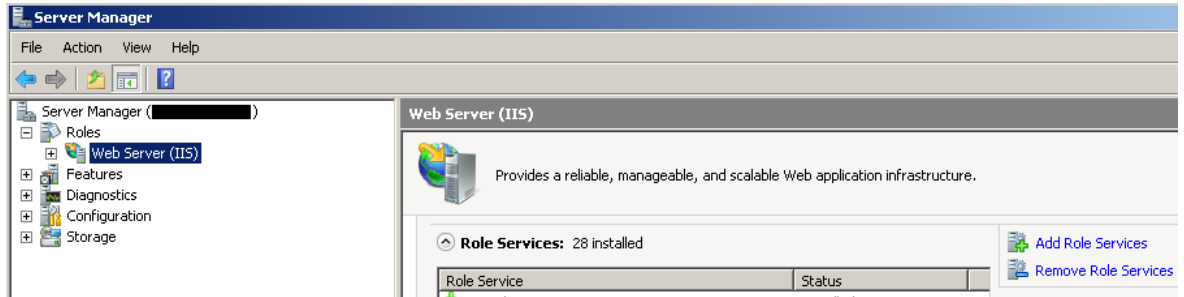 Server Manager
File Action View Help
Server Manager ( )
Roles
Web Server (IIS)
Features
Diagnostics
Configuration
Storage
Web Server (IIS)
Provides a reliable, manageable, and scalable Web application infrastructure.
Role Services: 28 installed
Add Role Services
Remove Role Services
Role Service Status